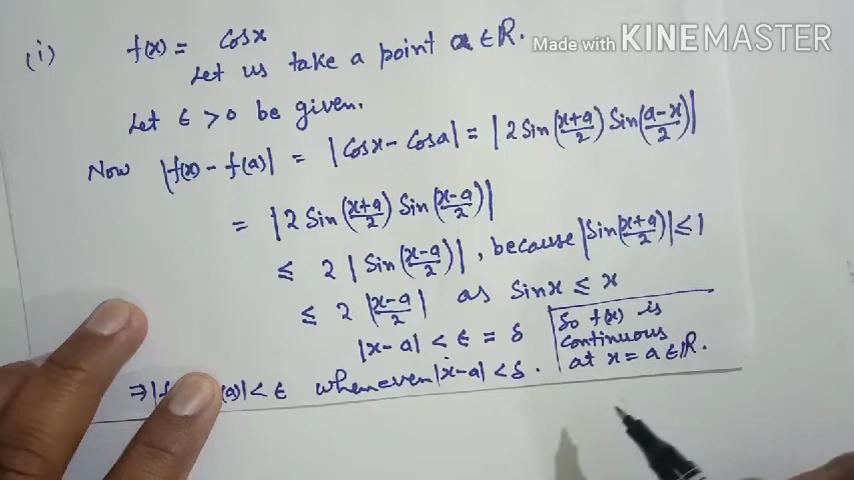 Made with KINEMASTER
(i) f(x) = Cosx
Let us take a point a ∈ R.
Let ϵ > 0 be given.
Now |f(x) - f(a)| = |Cosx - Cosa| = |2 Sin((x+a)/2) Sin((a-x)/2)|
= |2 Sin((x+a)/2) Sin((x-a)/2)|
≤ 2 |Sin((x-a)/2)|, because |Sin((x+a)/2)| ≤ 1
≤ 2 |(x-a)/2| as Sinx ≤ x
|x-a| < ϵ = δ
⇒ |f (a)| < ϵ whenever |x-a| < δ.
So f(x) is
continuous
at x = a ∈ R.